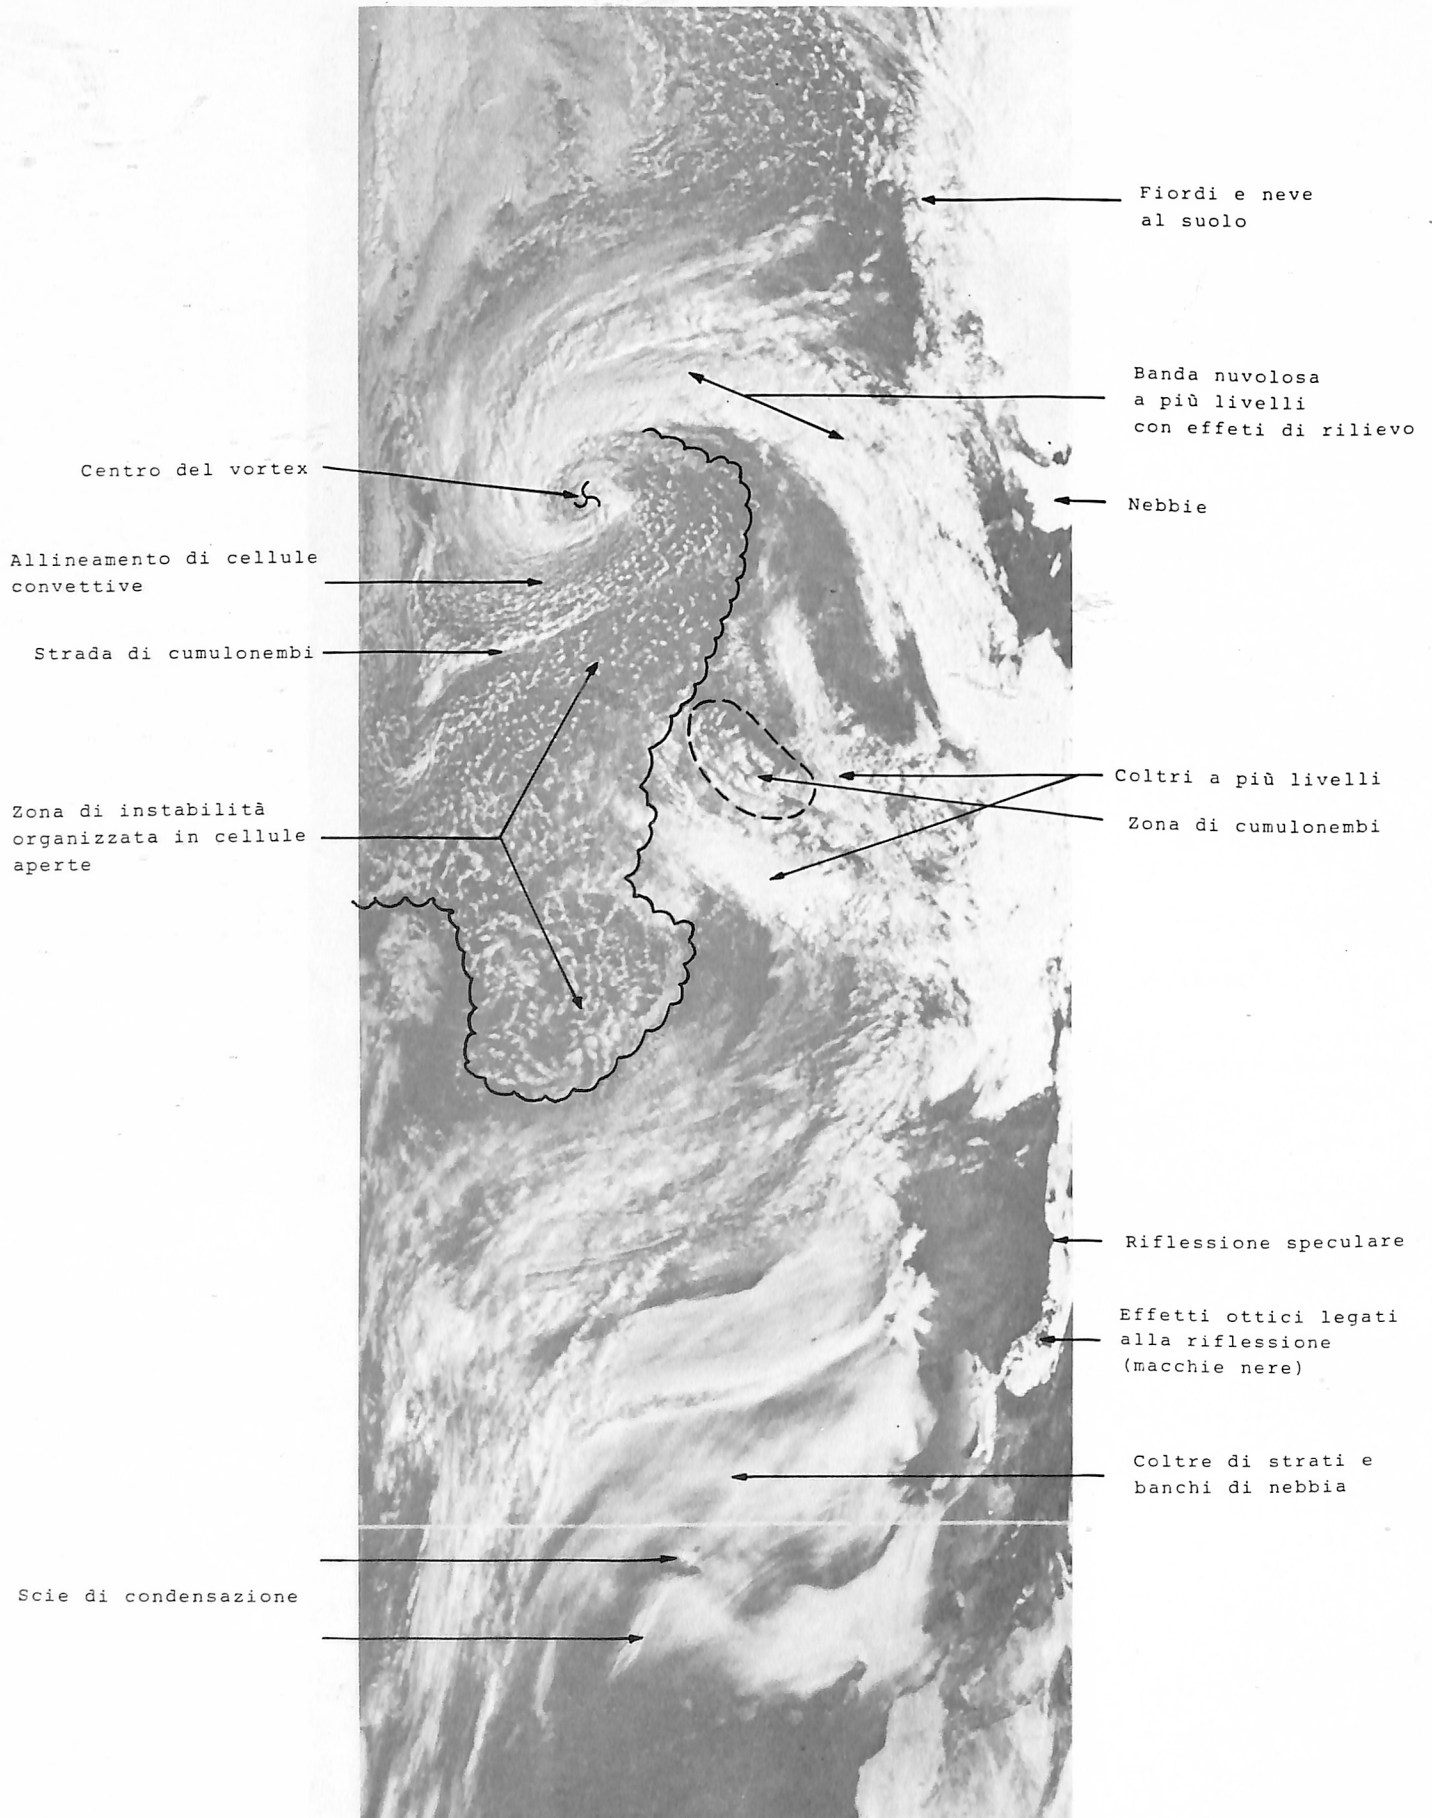 Fiordi e neve
al suolo
Banda nuvolosa
a più livelli
con effeti di rilievo
Centro del vortex
Nebbie
Allineamento di cellule
convettive
Strada di cumulonembi
Coltri a più livelli
Zona di instabilità
organizzata in cellule
aperte
Zona di cumulonembi
Riflessione speculare
Effetti ottici legati
alla riflessione
(macchie nere)
Coltre di strati e
banchi di nebbia
Scie di condensazione